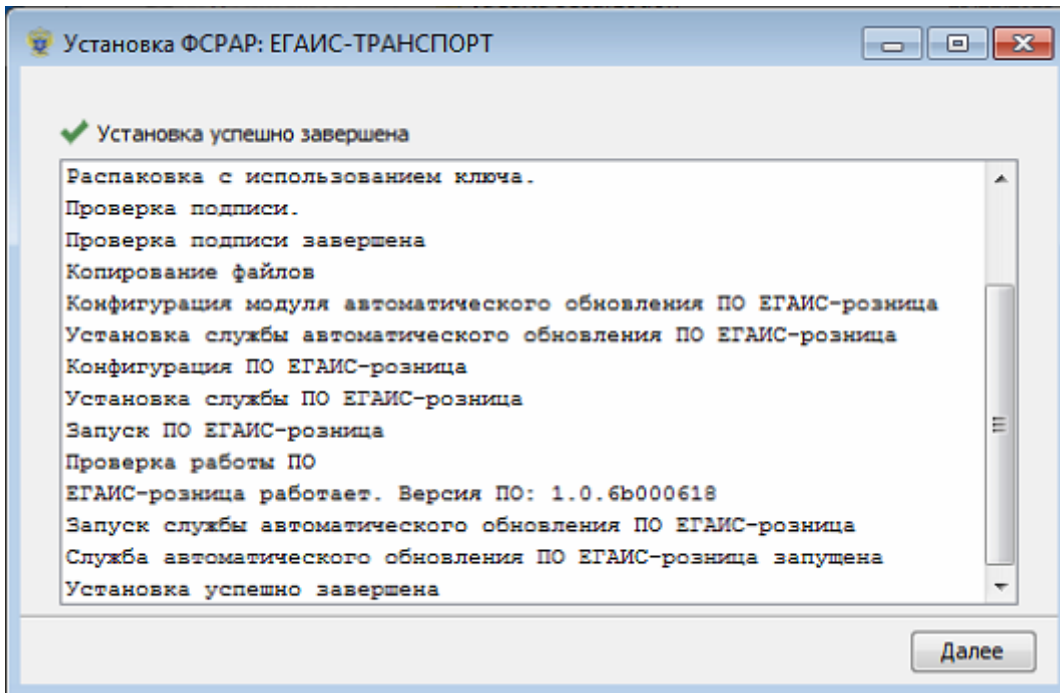 Установка ФСРАР: ЕГАИС-ТРАНСПОРТ
Установка успешно завершена
Распаковка с использованием ключа.
Проверка подписи.
Проверка подписи завершена
Копирование файлов
Конфигурация модуля автоматического обновления ПО ЕГАИС-розница
Установка службы автоматического обновления ПО ЕГАИС-розница
Конфигурация ПО ЕГАИС-розница
Установка службы ПО ЕГАИС-розница
Запуск ПО ЕГАИС-розница
Проверка работы ПО
ЕГАИС-розница работает. Версия ПО: 1.0.6b000618
Запуск службы автоматического обновления ПО ЕГАИС-розница
Служба автоматического обновления ПО ЕГАИС-розница запущена
Установка успешно завершена
Далее